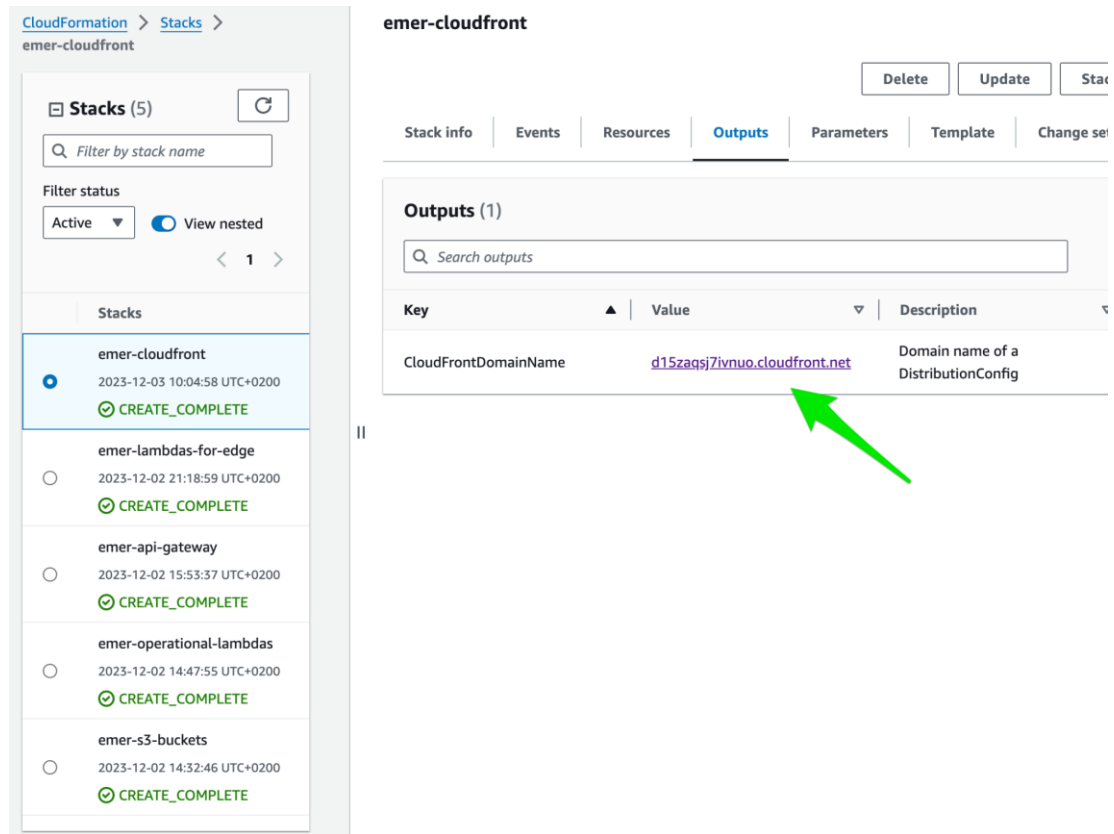 CloudFormation > Stacks >
emer-cloudfront
Stacks (5)
Filter by stack name
Filter status
Active
View nested
< 1 >
Stacks
emer-cloudfront
2023-12-03 10:04:58 UTC+0200
CREATE_COMPLETE
emer-lambdas-for-edge
2023-12-02 21:18:59 UTC+0200
CREATE_COMPLETE
emer-api-gateway
2023-12-02 15:53:37 UTC+0200
CREATE_COMPLETE
emer-operational-lambdas
2023-12-02 14:47:55 UTC+0200
CREATE_COMPLETE
emer-s3-buckets
2023-12-02 14:32:46 UTC+0200
CREATE_COMPLETE
emer-cloudfront
Delete Update Stac
Stack info Events Resources Outputs Parameters Template Change set
Outputs (1)
Search outputs
Key Value Description
CloudFrontDomainName d15zaqsj7ivnuo.cloudfront.net Domain name of a
DistributionConfig